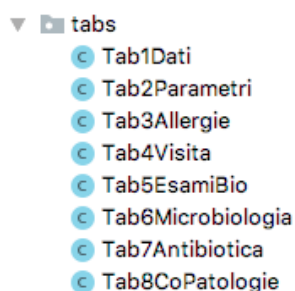 tabs
C Tab1Dati
C Tab2Parametri
C Tab3Allergie
C Tab4Visita
C Tab5EsamiBio
C Tab6Microbiologia
C Tab7Antibiotica
C Tab8CoPatologie